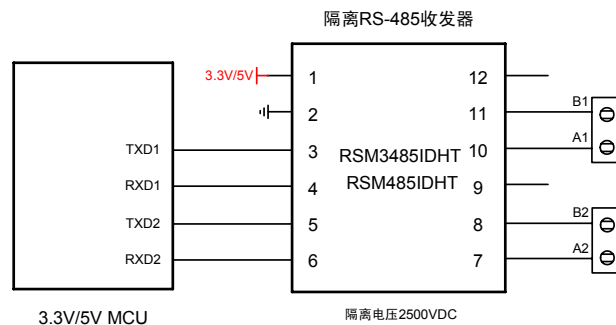 隔离RS-485收发器
3.3V/5V
1
12
B1
2
11
A1
TXD1
3
RSM3485IDHT
10
RXD1
4
RSM485IDHT
9
B2
TXD2
5
8
A2
RXD2
6
7
3.3V/5V MCU
隔离电压2500VDC